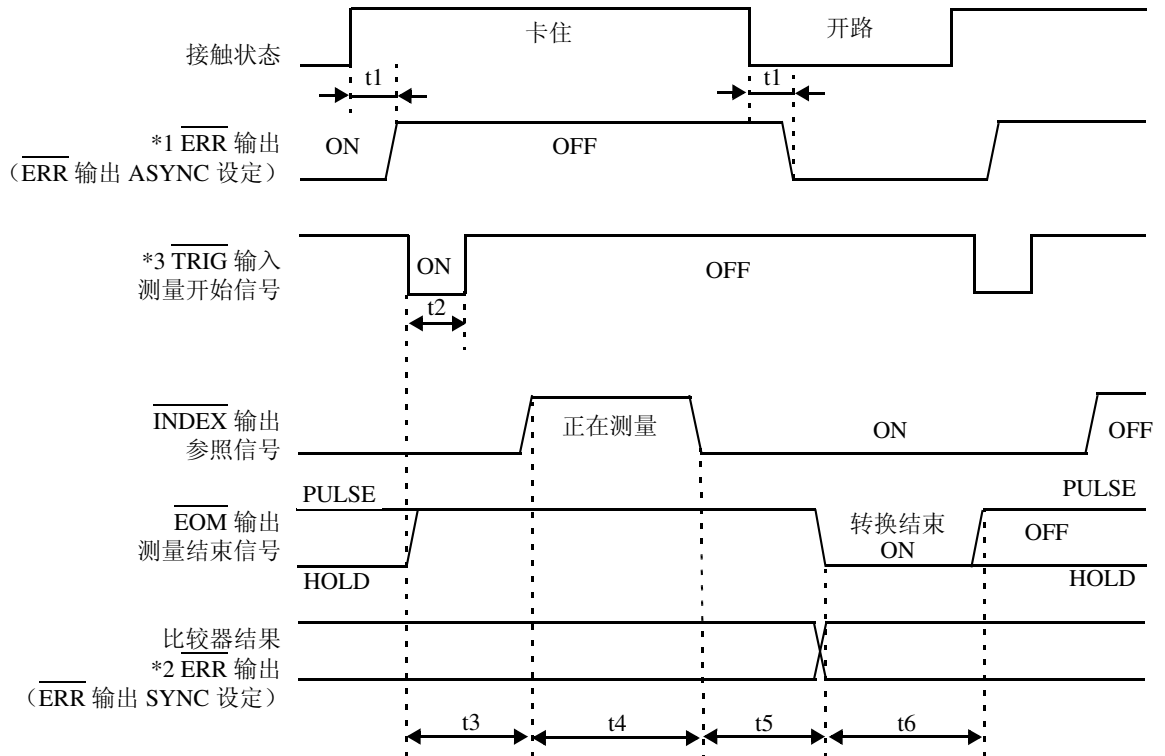 接触状态
卡住
开路
t1
t1
*1 ERR 输出
(ERR 输出 ASYNC 设定)
ON
OFF
*3 TRIG 输入
测量开始信号
ON
OFF
t2
INDEX 输出
参照信号
正在测量
ON
OFF
EOM 输出
测量结束信号
PULSE
HOLD
转换结束
ON
PULSE
OFF
HOLD
比较器结果
*2 ERR 输出
(ERR 输出 SYNC 设定)
t3
t4
t5
t6